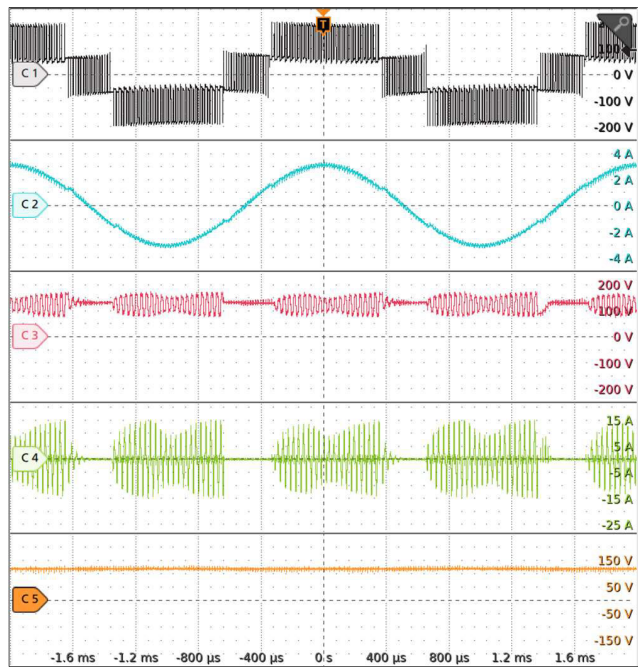 T
100 V
C 1
0 V
-100 V
-200 V
4 A
2 A
C 2
0 A
-2 A
-4 A
200 V
100 V
C 3
0 V
-100 V
-200 V
15 A
5 A
C 4
-5 A
-15 A
-25 A
150 V
50 V
C 5
-50 V
-150 V
-1.6 ms -1.2 ms -800 µs -400 µs 0 s 400 µs 800 µs 1.2 ms 1.6 ms